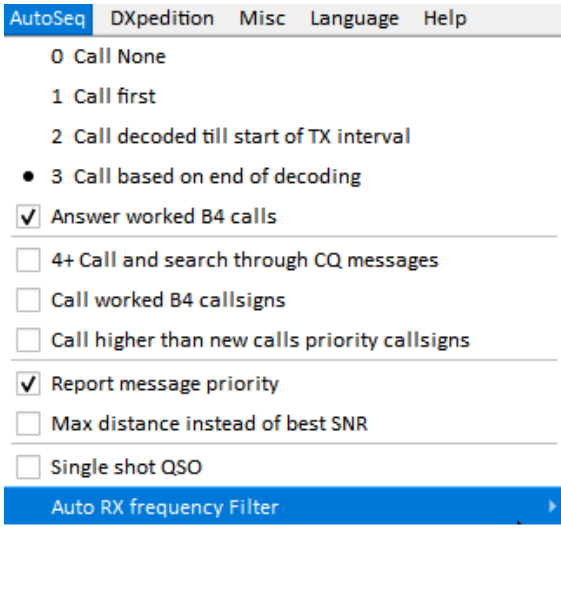 AutoSeq DXpedition Misc Language Help
0 Call None
1 Call first
2 Call decoded till start of TX interval
3 Call based on end of decoding
Answer worked B4 calls
4+ Call and search through CQ messages
Call worked B4 callsigns
Call higher than new calls priority callsigns
Report message priority
Max distance instead of best SNR
Single shot QSO
Auto RX frequency Filter